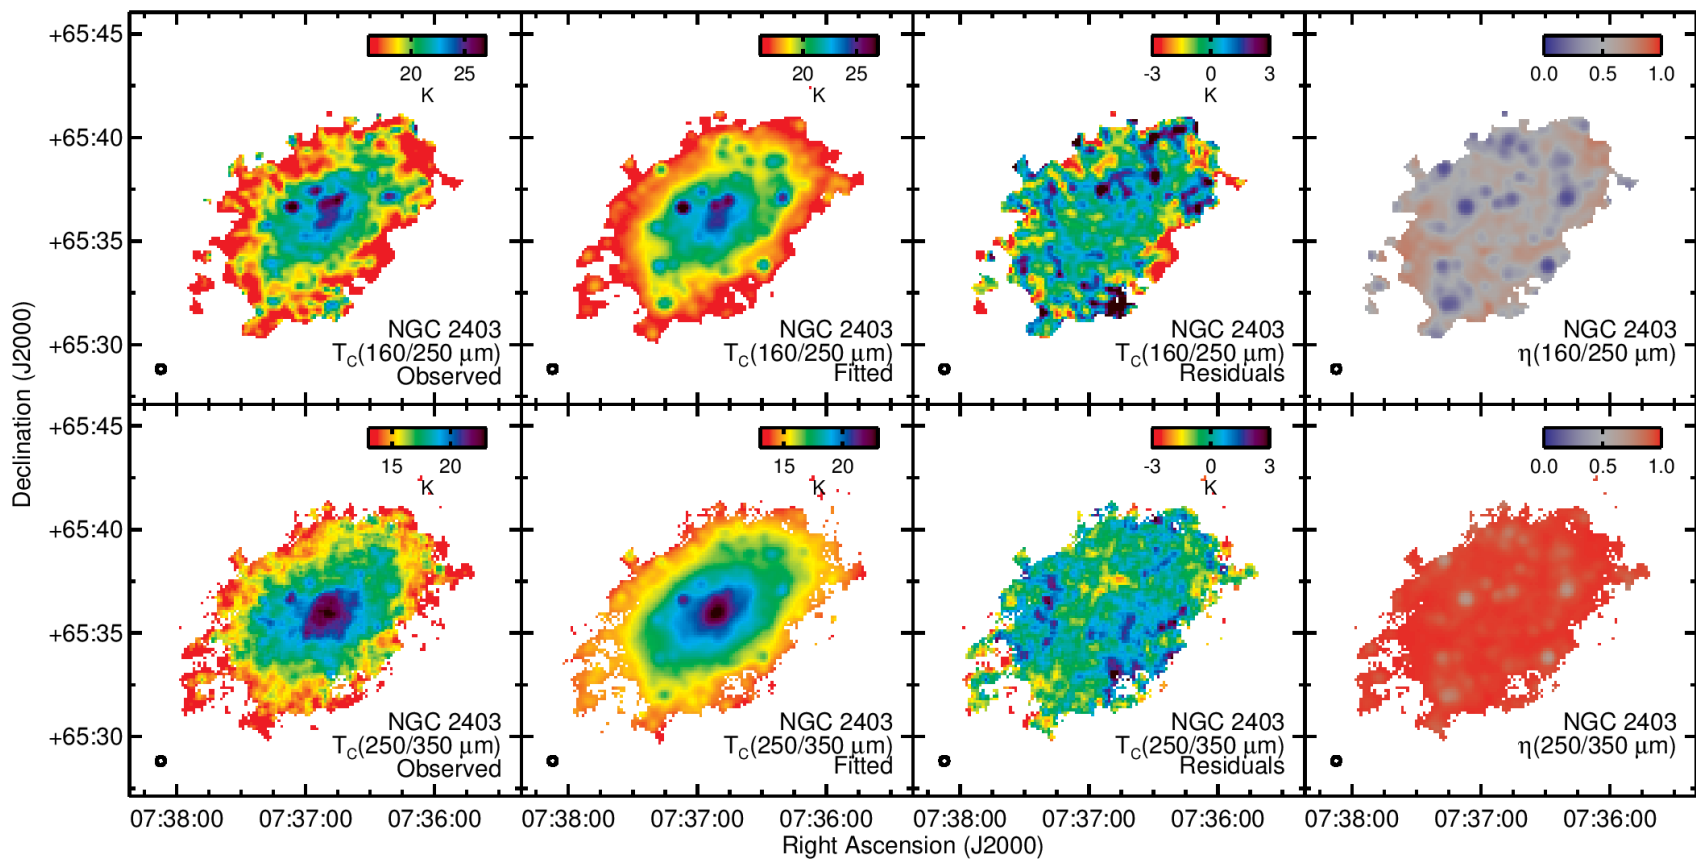 +65:45
+65:40
+65:35
+65:30
20 25
K
NGC 2403
T_C(160/250 μm)
Observed
20 25
K
NGC 2403
T_C(160/250 μm)
Fitted
-3 0 3
K
NGC 2403
T_C(160/250 μm)
Residuals
0.0 0.5 1.0
NGC 2403
η(160/250 μm)
Declination (J2000)
+65:45
+65:40
+65:35
+65:30
15 20
K
NGC 2403
T_C(250/350 μm)
Observed
15 20
K
NGC 2403
T_C(250/350 μm)
Fitted
-3 0 3
K
NGC 2403
T_C(250/350 μm)
Residuals
0.0 0.5 1.0
NGC 2403
η(250/350 μm)
07:38:00 07:37:00 07:36:00 07:38:00 07:37:00 07:36:00 07:38:00 07:37:00 07:36:00 07:38:00 07:37:00 07:36:00
Right Ascension (J2000)